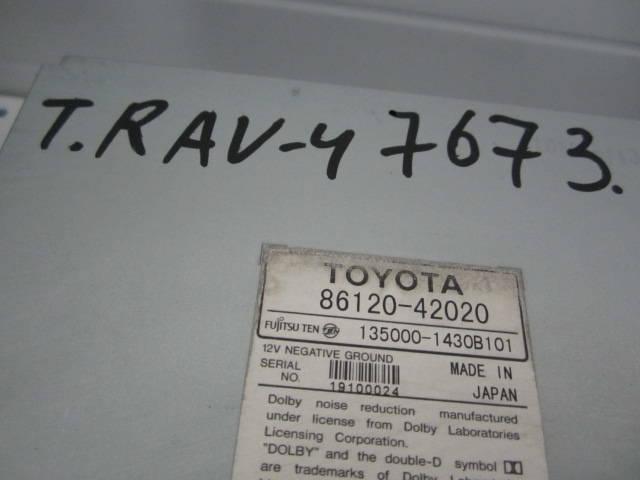 T.RAV-4 7673.
TOYOTA
86120-42020
FUJITSU TEN 135000-1430B101
12V NEGATIVE GROUND
SERIAL NO. 19100024
MADE IN JAPAN
Dolby noise reduction manufactured
under license from Dolby Laboratories
Licensing Corporation.
"DOLBY" and the double-D symbol
are trademarks of Dolby